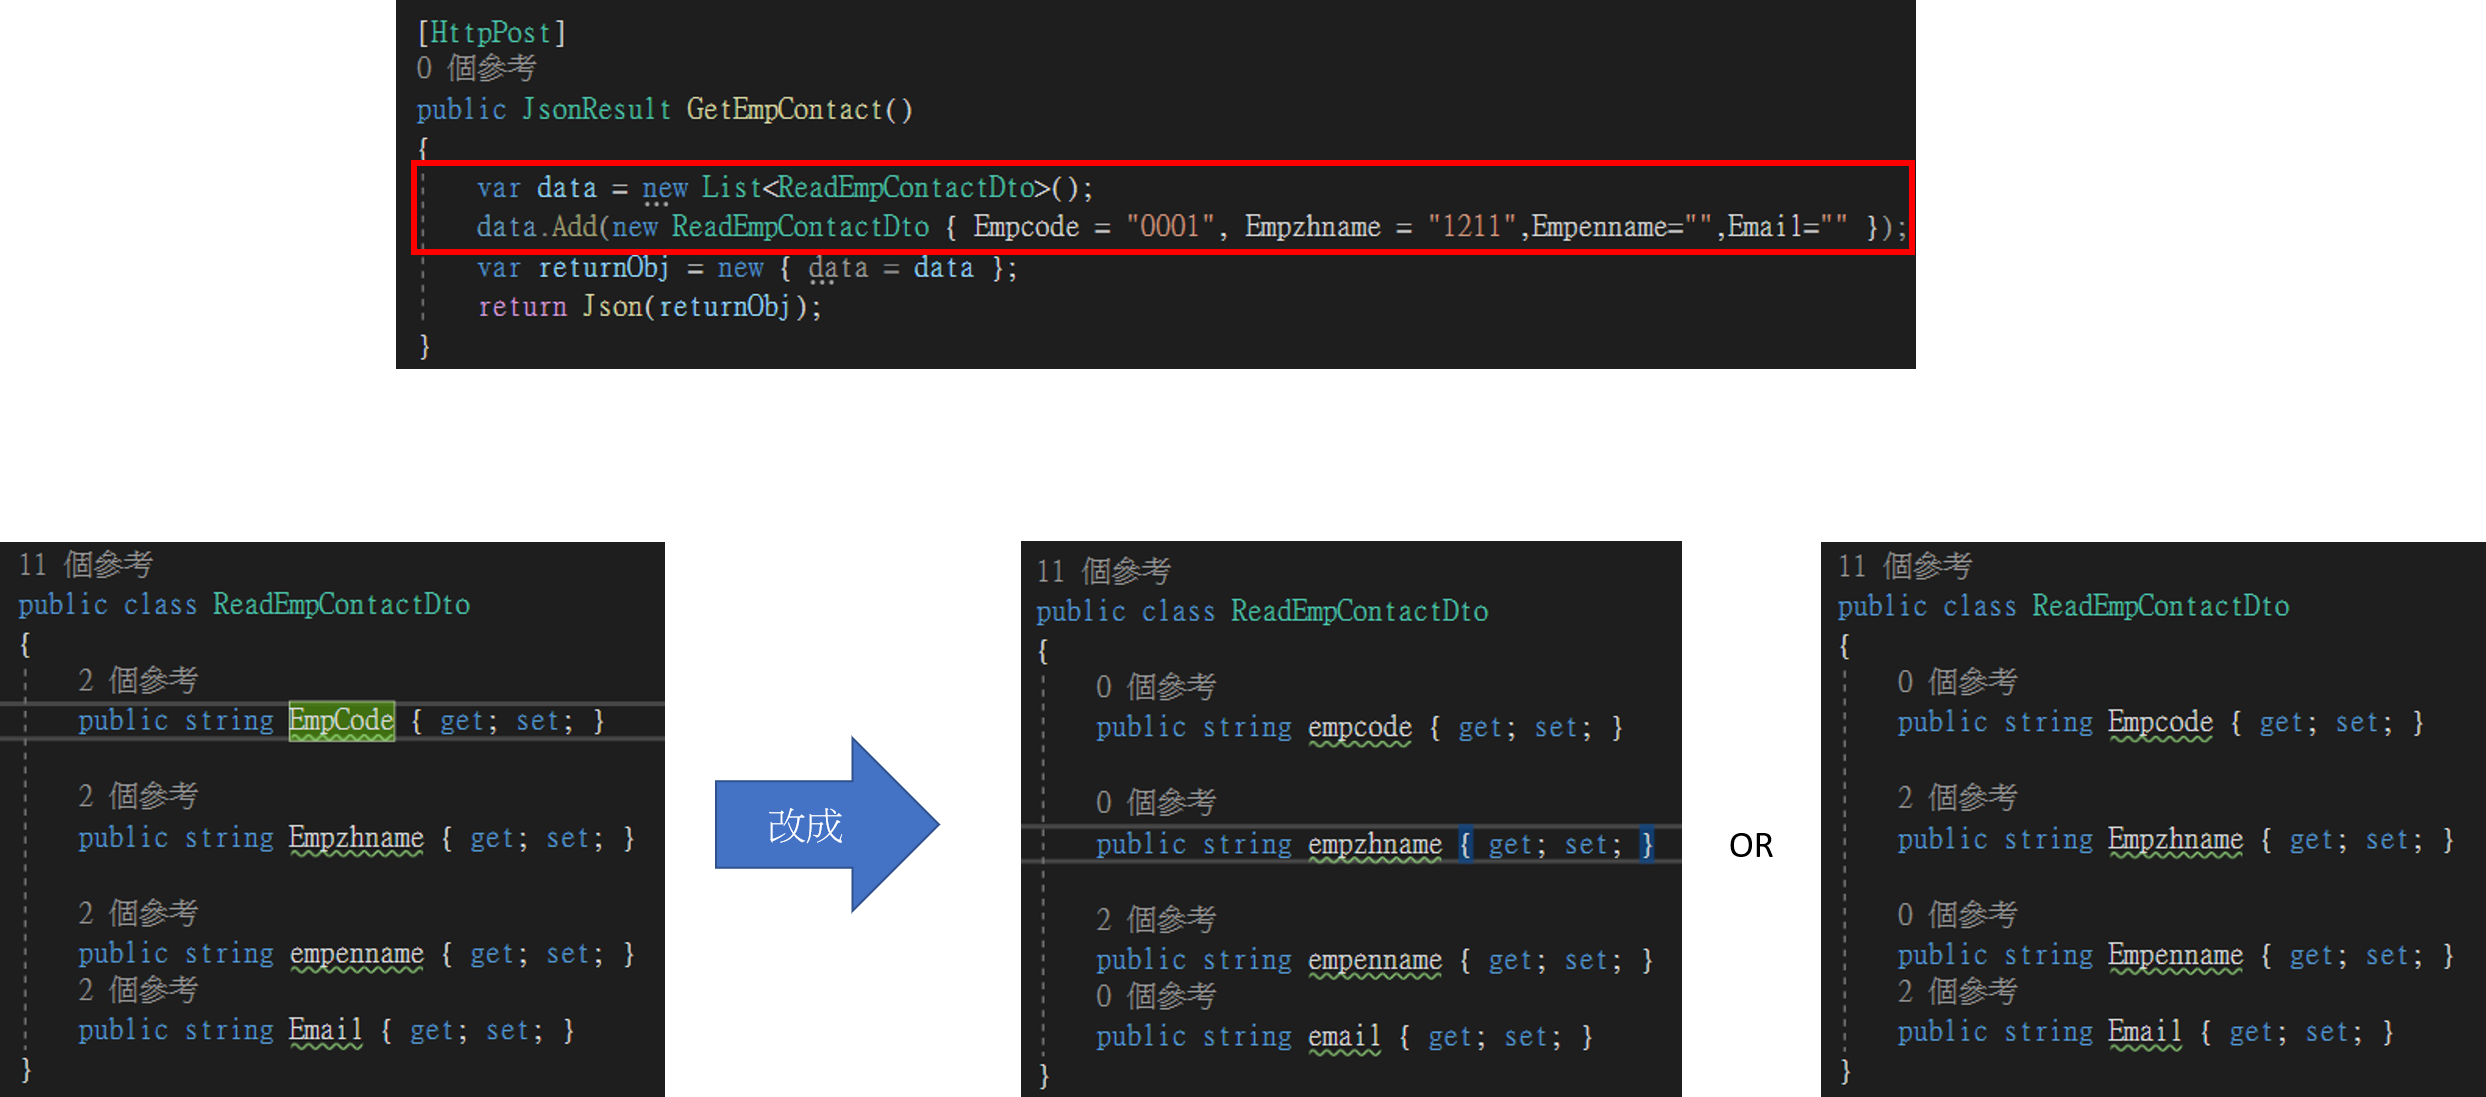 [HttpPost]
0 個參考
public JsonResult GetEmpContact()
{
var data = new List<ReadEmpContactDto>();
data.Add(new ReadEmpContactDto { Empcode = "0001", Empzhname = "1211",Empenname="",Email="" });
var returnObj = new { data = data };
return Json(returnObj);
}
11 個參考
public class ReadEmpContactDto
{
2 個參考
public string EmpCode { get; set; }
2 個參考
public string Empzhname { get; set; }
2 個參考
public string empenname { get; set; }
2 個參考
public string Email { get; set; }
}
改成
11 個參考
public class ReadEmpContactDto
{
0 個參考
public string empcode { get; set; }
0 個參考
public string empzhname { get; set; }
2 個參考
public string empenname { get; set; }
0 個參考
public string email { get; set; }
}
OR
11 個參考
public class ReadEmpContactDto
{
0 個參考
public string Empcode { get; set; }
2 個參考
public string Empzhname { get; set; }
0 個參考
public string Empenname { get; set; }
2 個參考
public string Email { get; set; }
}